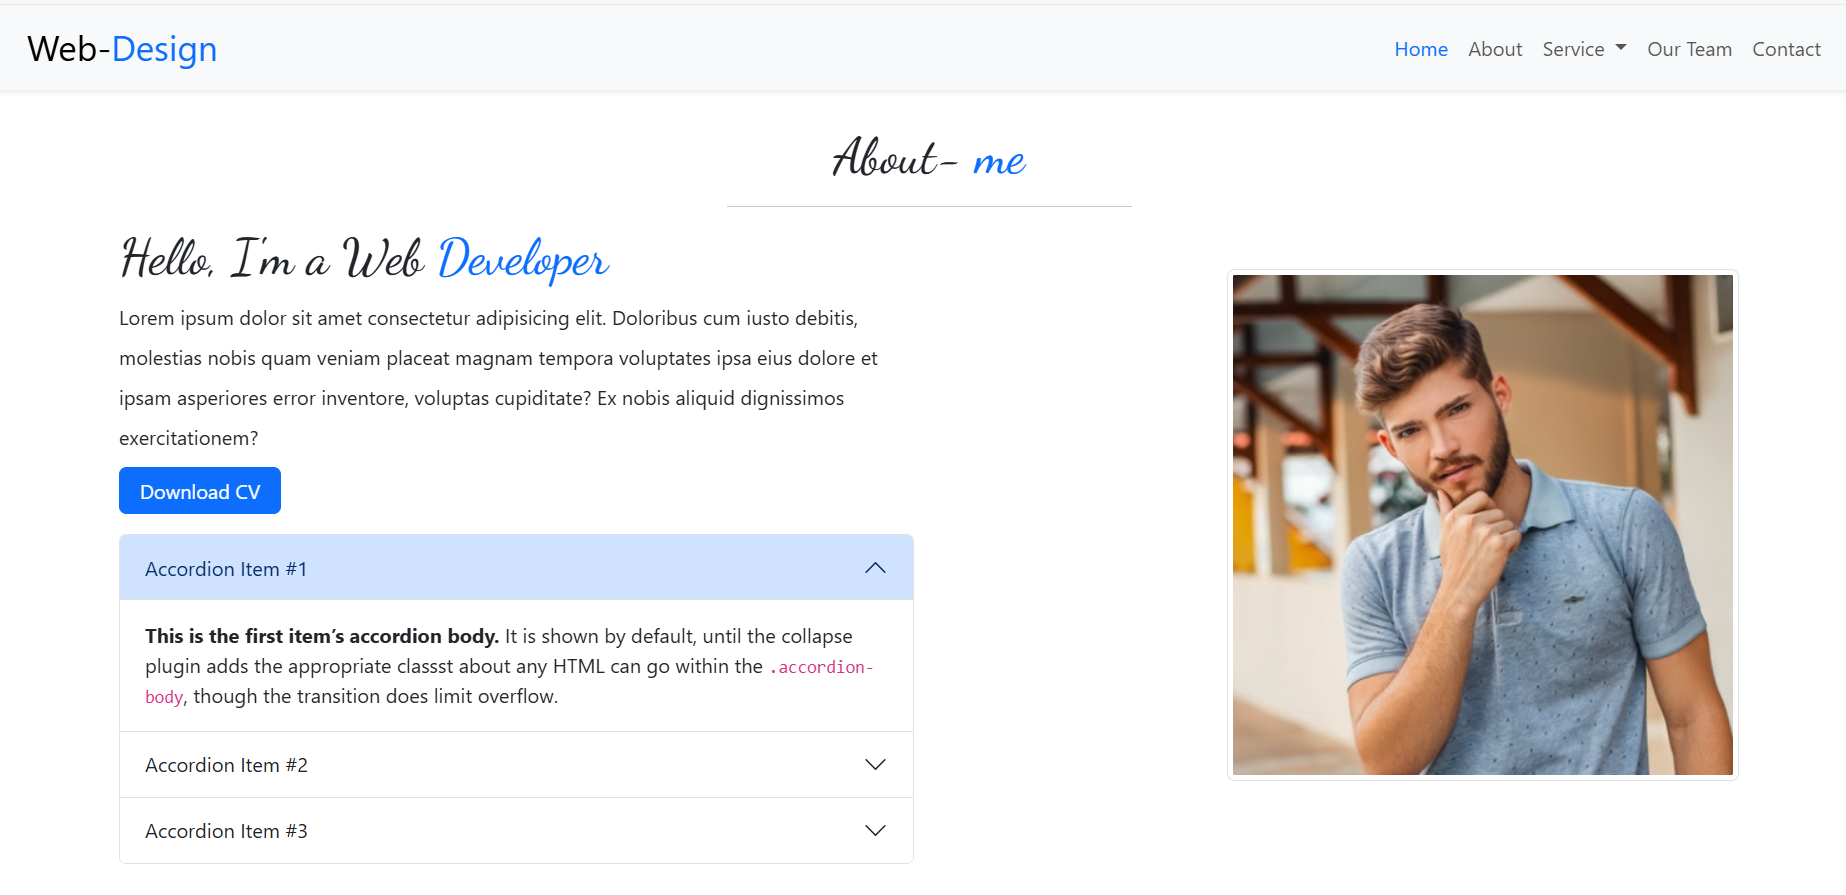 Web-Design
Home About Service Our Team Contact
About- me
Hello, I'm a Web Developer
Lorem ipsum dolor sit amet consectetur adipisicing elit. Doloribus cum iusto debitis,
molestias nobis quam veniam placeat magnam tempora voluptates ipsa eius dolore et
ipsam asperiores error inventore, voluptas cupiditate? Ex nobis aliquid dignissimos
exercitationem?
Download CV
Accordion Item #1
This is the first item’s accordion body. It is shown by default, until the collapse
plugin adds the appropriate classst about any HTML can go within the .accordion-
body, though the transition does limit overflow.
Accordion Item #2
Accordion Item #3